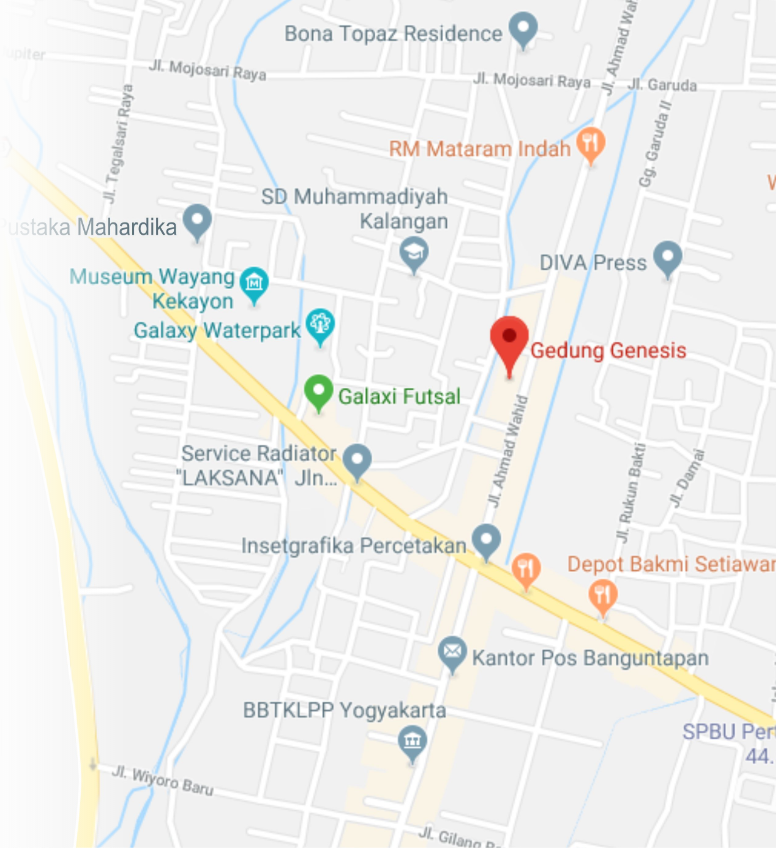 Bona Topaz Residence
Jl. Mojosari Raya
Jl. Mojosari Raya
Jl. Garuda
Jl. Ahmad Wah
Jl. Tegalsari Raya
Gg. Garuda II
RM Mataram Indah
SD Muhammadiyah
Kalangan
ustaka Mahardika
DIVA Press
Museum Wayang
Kekayon
Galaxy Waterpark
Gedung Genesis
Galaxi Futsal
Jl. Ahmad Wahid
Service Radiator
"LAKSANA" Jln...
Jl. Rukun Bakti
Jl. Damai
Insetgrafika Percetakan
Depot Bakmi Setiawan
Kantor Pos Banguntapan
BBTKLPP Yogyakarta
SPBU Pert
44.
Jl. Wiyoro Baru
Jl. Gilang R